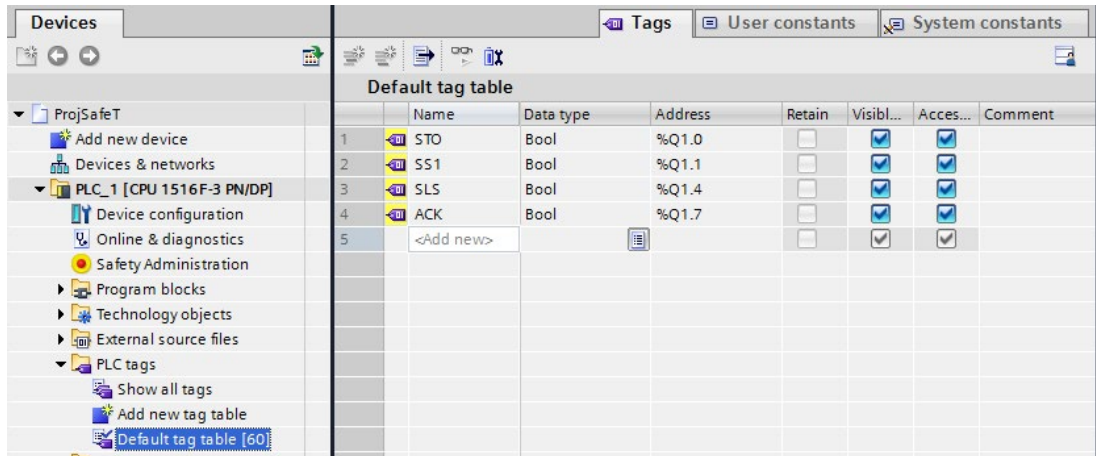 Devices
Tags
User constants
System constants
Default tag table
ProjSafeT
Add new device
Devices & networks
PLC_1 [CPU 1516F-3 PN/DP]
Device configuration
Online & diagnostics
Safety Administration
Program blocks
Technology objects
External source files
PLC tags
Show all tags
Add new tag table
Default tag table [60]
Name Data type Address Retain Visibl... Acces... Comment
1 STO Bool %Q1.0
2 SS1 Bool %Q1.1
3 SLS Bool %Q1.4
4 ACK Bool %Q1.7
5 <Add new>